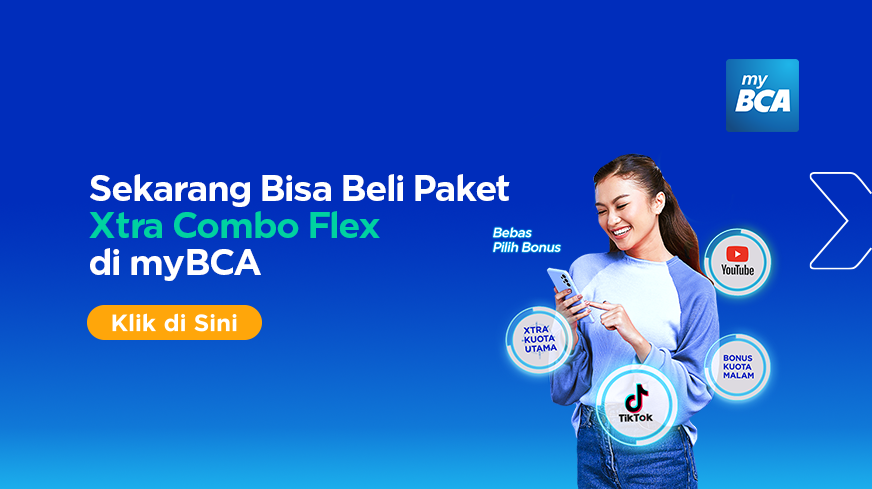 my
BCA
Sekarang Bisa Beli Paket
Xtra Combo Flex
di myBCA
Klik di Sini
Bebas
Pilih Bonus
YouTube
XTRA
KUOTA
UTAMA
BONUS
KUOTA
MALAM
TikTok